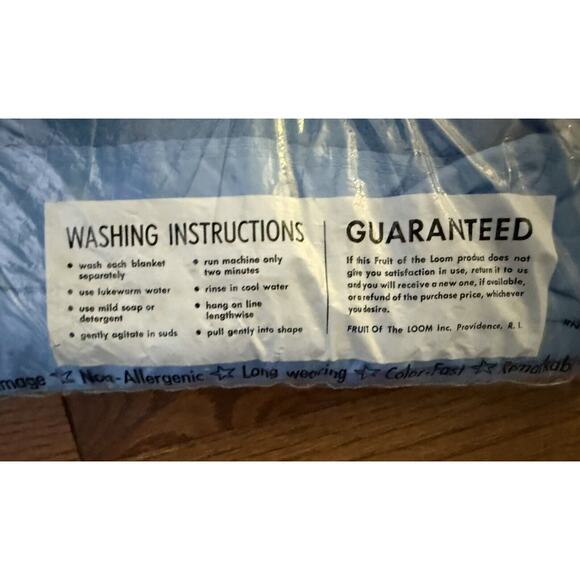 WASHING INSTRUCTIONS
• wash each blanket
separately
• use lukewarm water
• use mild soap or
detergent
• gently agitate in suds
• run machine only
two minutes
• rinse in cool water
• hang on line
lengthwise
• pull gently into shape
GUARANTEED
If this Fruit of the Loom product does not
give you satisfaction in use, return it to us
and you will receive a new one, if available,
or a refund of the purchase price, whichever
you desire.
FRUIT OF The LOOM Inc. Providence, R. I.
mage ☆ Non-Allergenic ☆ Long wearing ☆ Color-Fast ☆ Remarkab